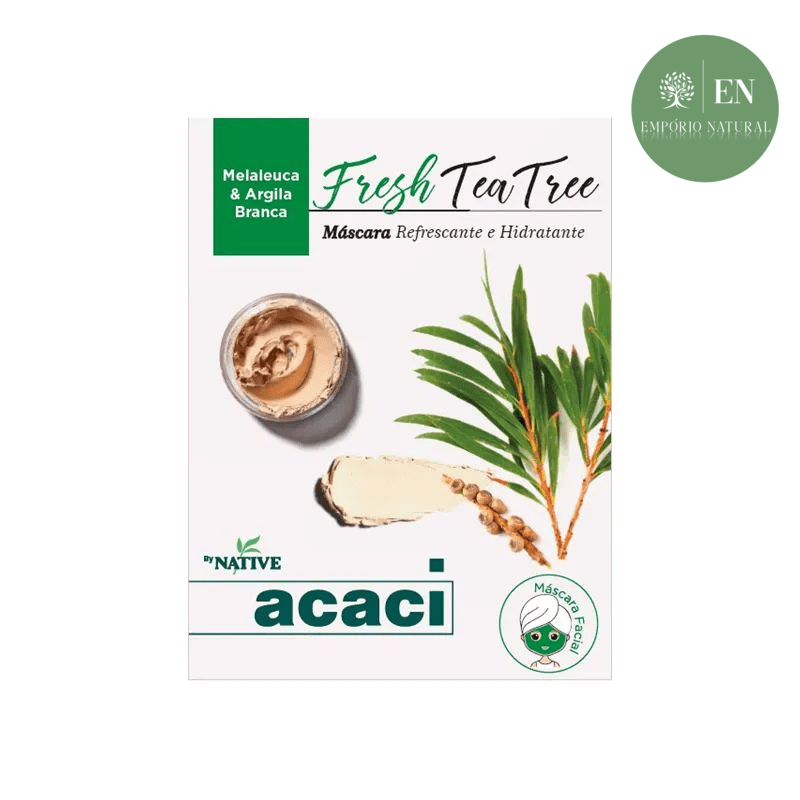 EN
EMPÓRIO NATURAL
Melaleuca
& Argila
Branca
Fresh Tea Tree
Máscara Refrescante e Hidratante
By NATIVE
acaci
Máscara Facial